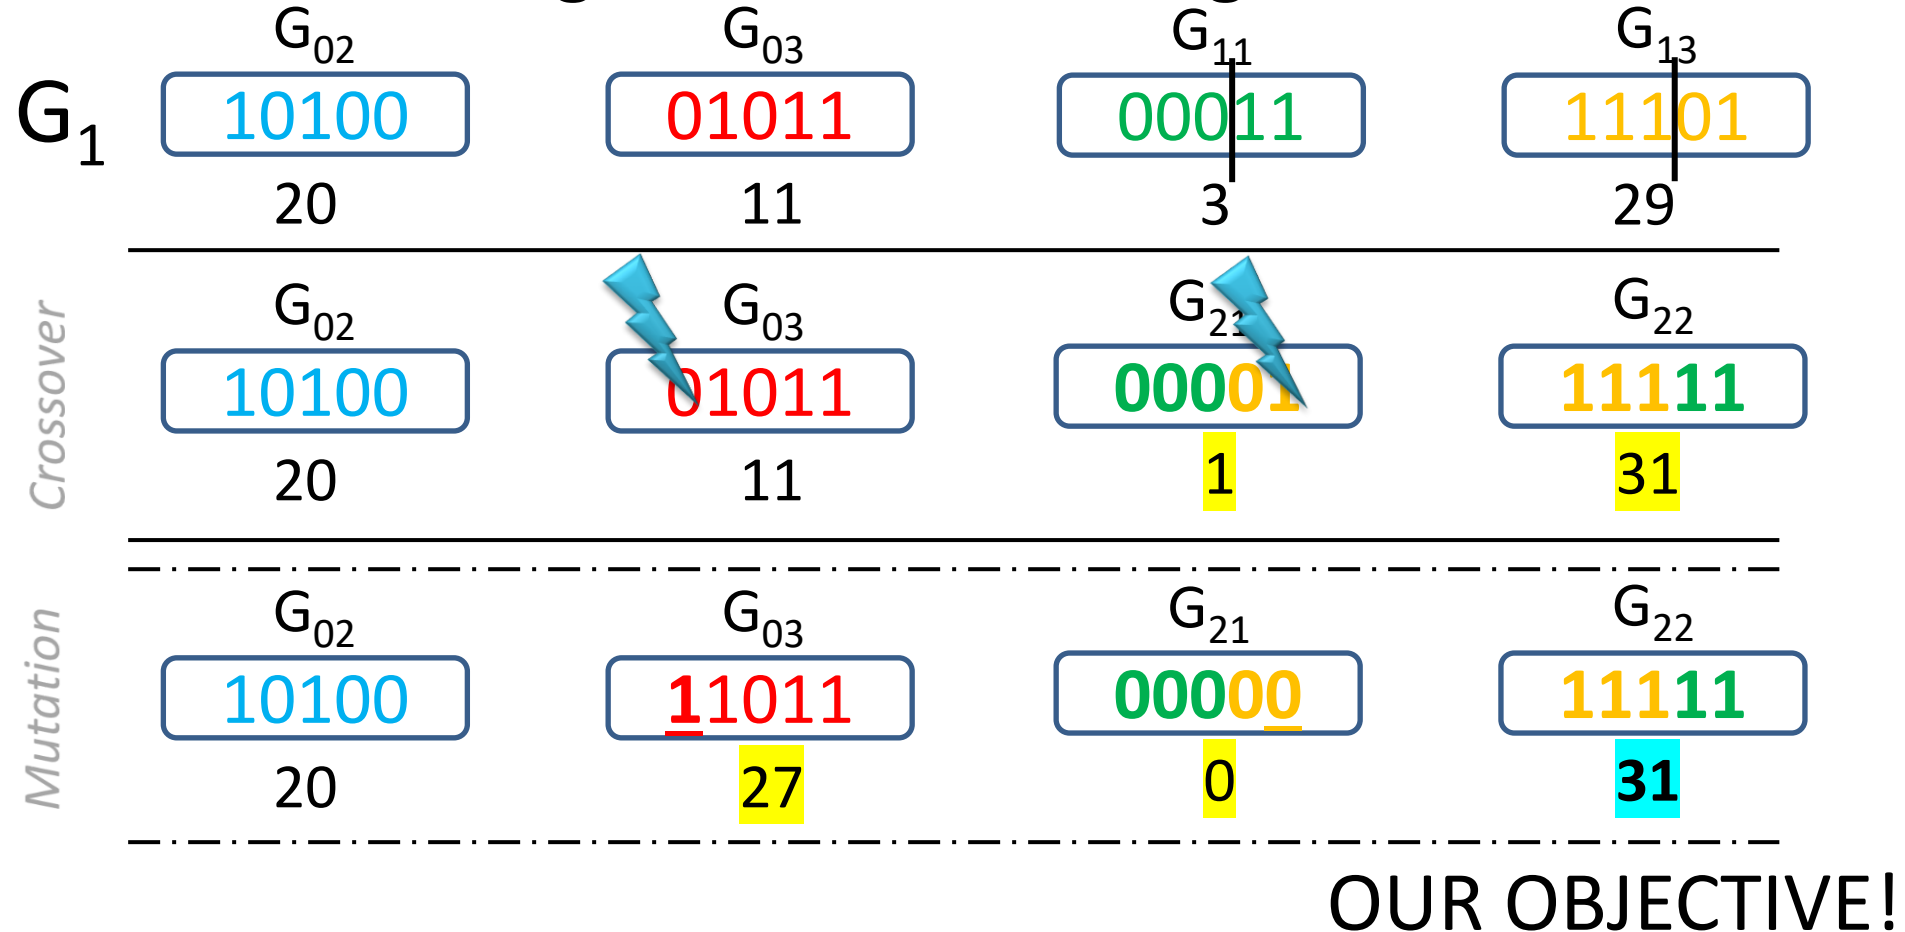 G02 G03 G11 G13
G1 10100 01011 00011 11101
20 11 3 29
Crossover
G02 G03 G21 G22
10100 01011 00001 11111
20 11 1 31
Mutation
G02 G03 G21 G22
10100 11011 00000 11111
20 27 0 31
OUR OBJECTIVE!